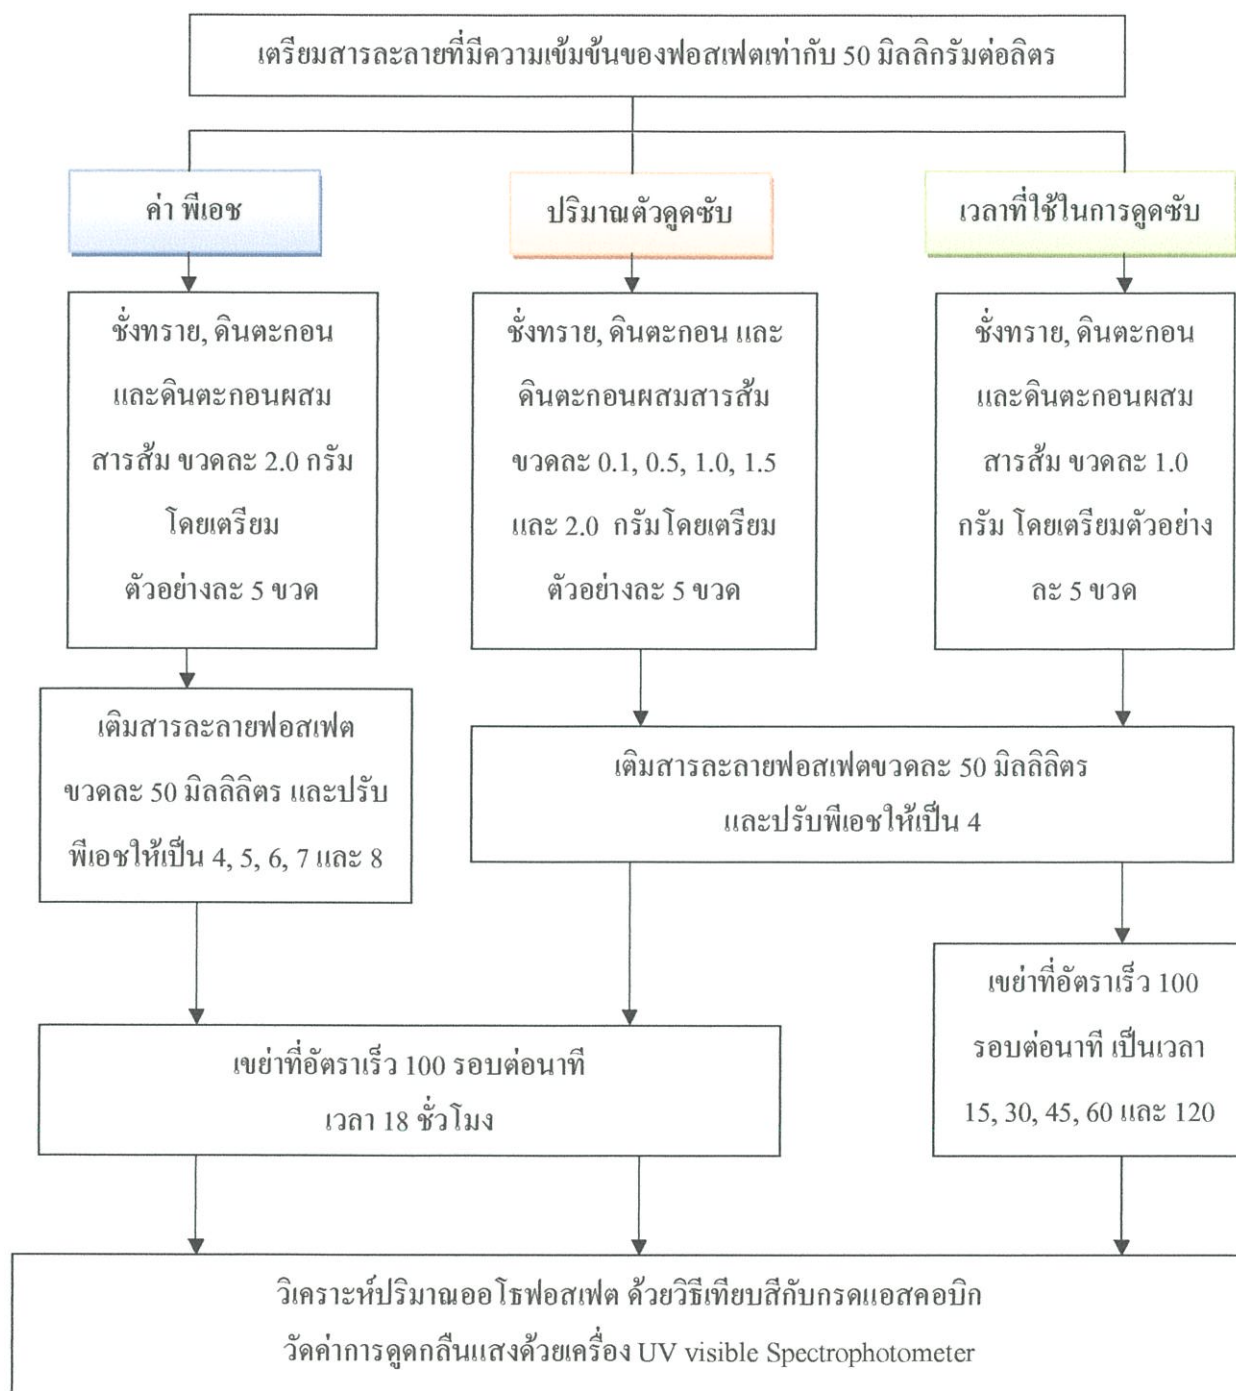 เตรียมสารละลายที่มีความเข้มข้นของฟอสเฟตเท่ากับ 50 มิลลิกรัมต่อลิตร
ค่า พีเอช
ปริมาณตัวดูดซับ
เวลาที่ใช้ในการดูดซับ
ชั่งทราย, ดินตะกอน
และดินตะกอนผสม
สารส้ม ขวดละ 2.0 กรัม
โดยเตรียม
ตัวอย่างละ 5 ขวด
ชั่งทราย, ดินตะกอน และ
ดินตะกอนผสมสารส้ม
ขวดละ 0.1, 0.5, 1.0, 1.5
และ 2.0 กรัมโดยเตรียม
ตัวอย่างละ 5 ขวด
ชั่งทราย, ดินตะกอน
และดินตะกอนผสม
สารส้ม ขวดละ 1.0
กรัม โดยเตรียมตัวอย่าง
ละ 5 ขวด
เติมสารละลายฟอสเฟต
ขวดละ 50 มิลลิลิตร และปรับ
พีเอชให้เป็น 4, 5, 6, 7 และ 8
เติมสารละลายฟอสเฟตขวดละ 50 มิลลิลิตร
และปรับพีเอชให้เป็น 4
เขย่าที่อัตราเร็ว 100 รอบต่อนาที
เวลา 18 ชั่วโมง
เขย่าที่อัตราเร็ว 100
รอบต่อนาที เป็นเวลา
15, 30, 45, 60 และ 120
วิเคราะห์ปริมาณออโธฟอสเฟต ด้วยวิธีเทียบสีกับกรดแอสคอบิก
วัดค่าการดูดกลืนแสงด้วยเครื่อง UV visible Spectrophotometer